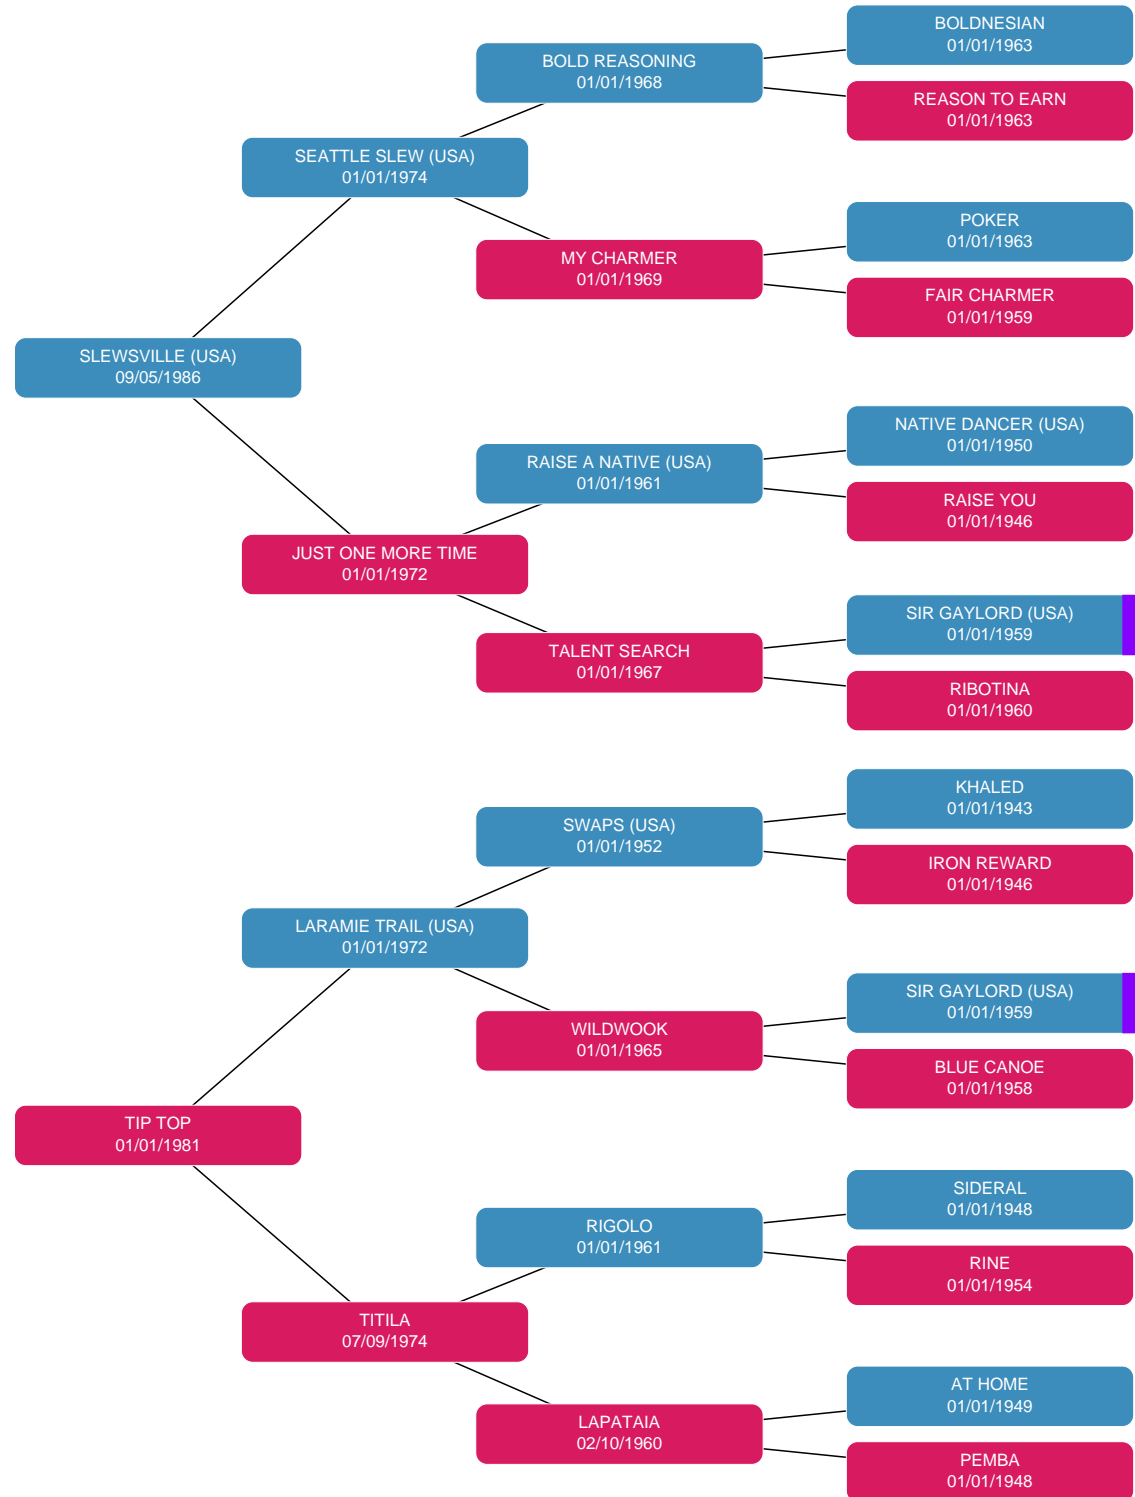 BOLDNESIAN
01/01/1963
BOLD REASONING
01/01/1968
REASON TO EARN
01/01/1963
SEATTLE SLEW (USA)
01/01/1974
POKER
01/01/1963
MY CHARMER
01/01/1969
FAIR CHARMER
01/01/1959
SLEWSVILLE (USA)
09/05/1986
NATIVE DANCER (USA)
01/01/1950
RAISE A NATIVE (USA)
01/01/1961
RAISE YOU
01/01/1946
JUST ONE MORE TIME
01/01/1972
SIR GAYLORD (USA)
01/01/1959
TALENT SEARCH
01/01/1967
RIBOTINA
01/01/1960
KHALED
01/01/1943
SWAPS (USA)
01/01/1952
IRON REWARD
01/01/1946
LARAMIE TRAIL (USA)
01/01/1972
SIR GAYLORD (USA)
01/01/1959
WILDWOOK
01/01/1965
BLUE CANOE
01/01/1958
TIP TOP
01/01/1981
SIDERAL
01/01/1948
RIGOLO
01/01/1961
RINE
01/01/1954
TITILA
07/09/1974
AT HOME
01/01/1949
LAPATAIA
02/10/1960
PEMBA
01/01/1948